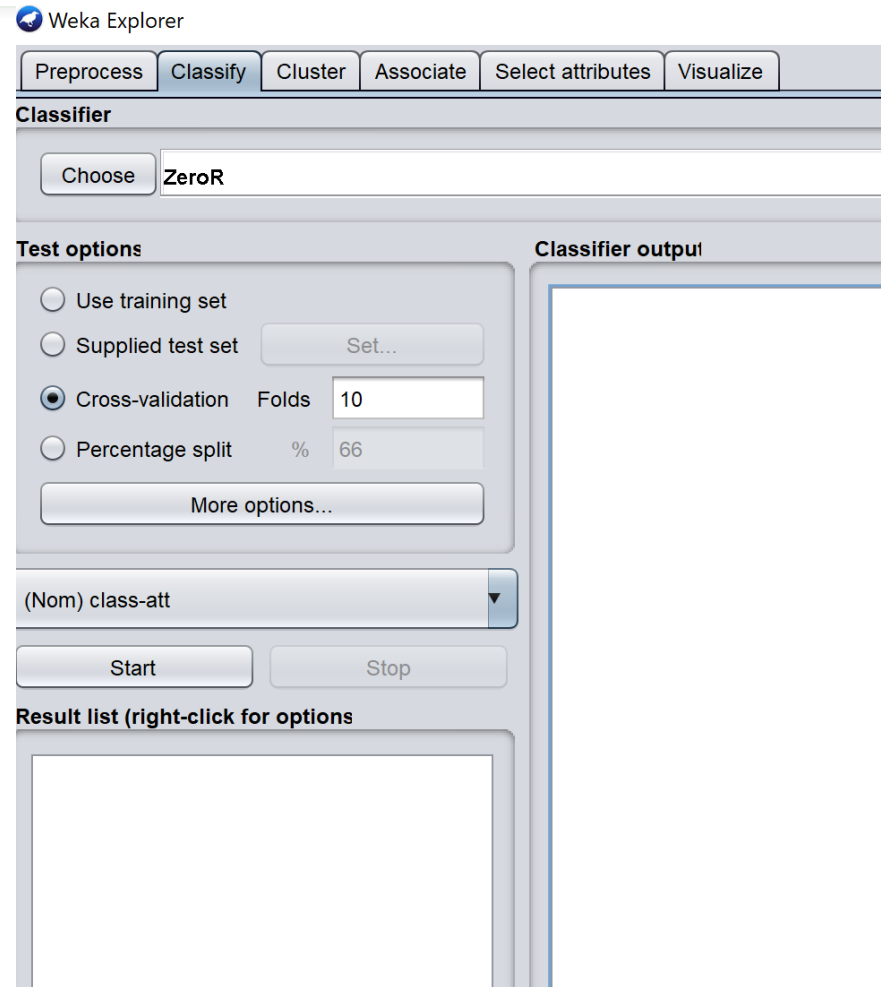 Weka Explorer
Preprocess Classify Cluster Associate Select attributes Visualize
Classifier
Choose ZeroR
Test options
Use training set
Supplied test set Set...
Cross-validation Folds 10
Percentage split % 66
More options...
(Nom) class-att
Start Stop
Result list (right-click for options
Classifier output